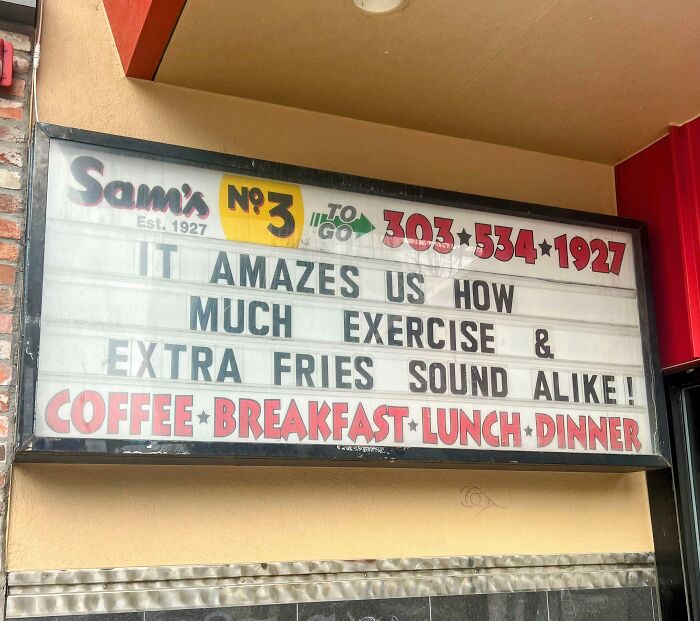 Sam's No 3 TO GO 303★534★1927
Est. 1927
IT AMAZES US HOW
MUCH EXERCISE &
EXTRA FRIES SOUND ALIKE!
COFFEE★BREAKFAST★LUNCH★DINNER